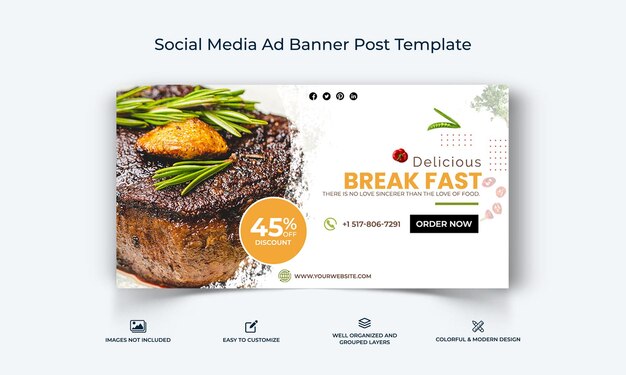 Social Media Ad Banner Post Template
Delicious
BREAK FAST
THERE IS NO LOVE SINCERER THAN THE LOVE OF FOOD.
45% OFF
DISCOUNT
+1 517-806-7291
ORDER NOW
WWW.YOURWEBSITE.COM
IMAGES NOT INCLUDED
EASY TO CUSTOMIZE
WELL ORGANIZED AND
GROUPED LAYERS
COLORFUL & MODERN DESIGN